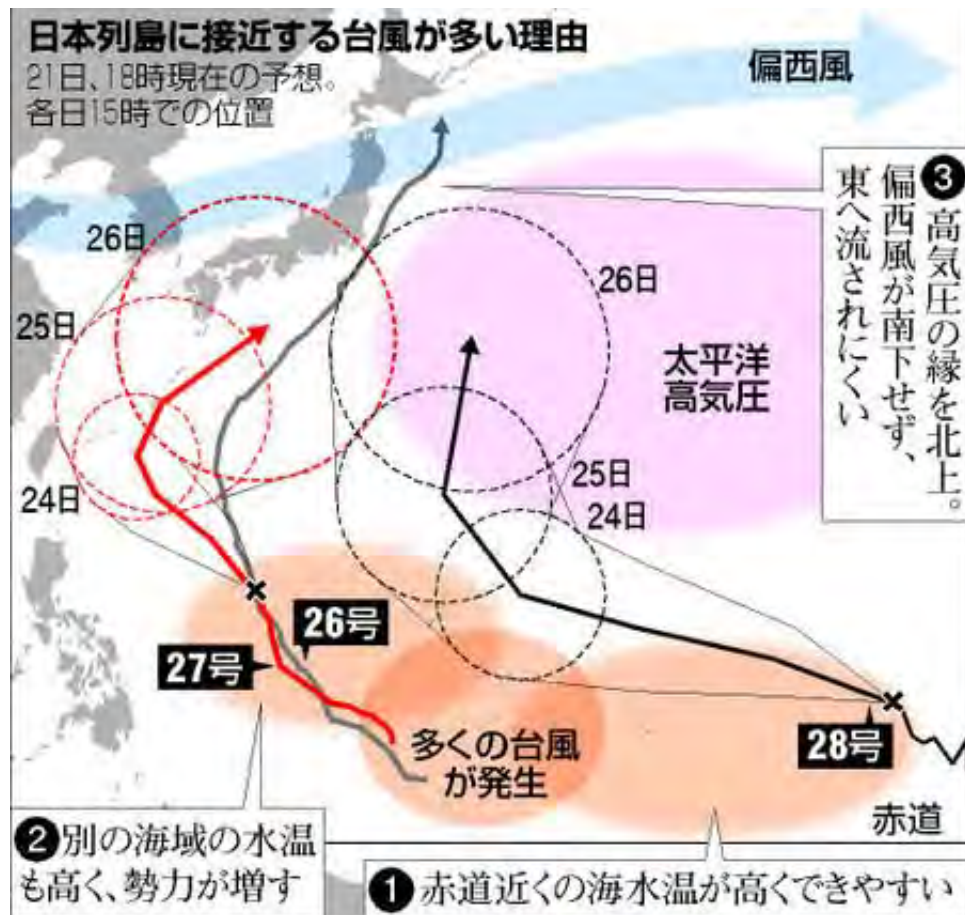 日本列島に接近する台風が多い理由
21日、18時現在の予想。
各日15時での位置
偏西風
❸高気圧の縁を北上。
偏西風が南下せず、
東へ流されにくい
26日
25日
24日
26日
太平洋
高気圧
25日
24日
26号
27号
28号
多くの台風
が発生
赤道
❷別の海域の水温
も高く、勢力が増す
❶赤道近くの海水温が高くできやすい